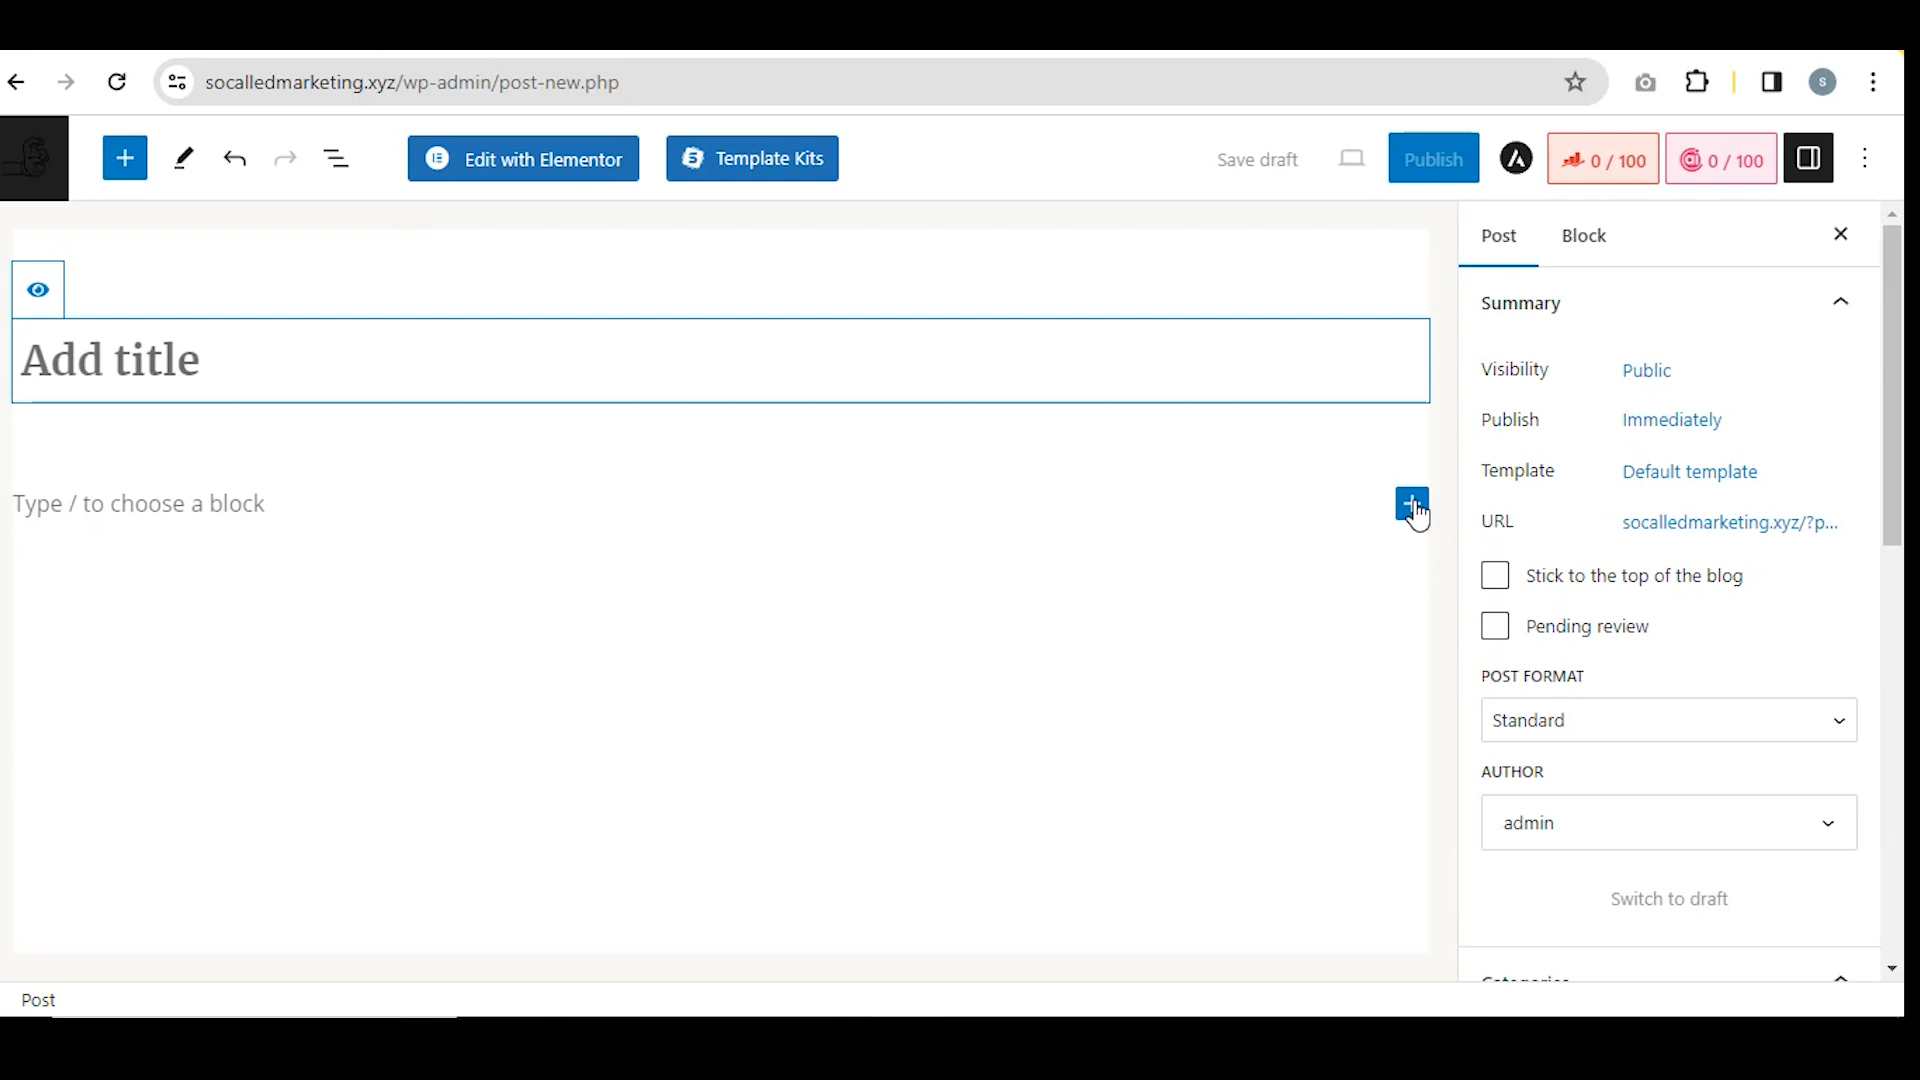 socalledmarketing.xyz/wp-admin/post-new.php
S
Edit with Elementor
Template Kits
Save draft
Publish
0 / 100
0 / 100
Post
Block
Add title
Type / to choose a block
Summary
Visibility
Public
Publish
Immediately
Template
Default template
URL
socalledmarketing.xyz/?p...
Stick to the top of the blog
Pending review
POST FORMAT
Standard
AUTHOR
admin
Switch to draft
Categories
Post